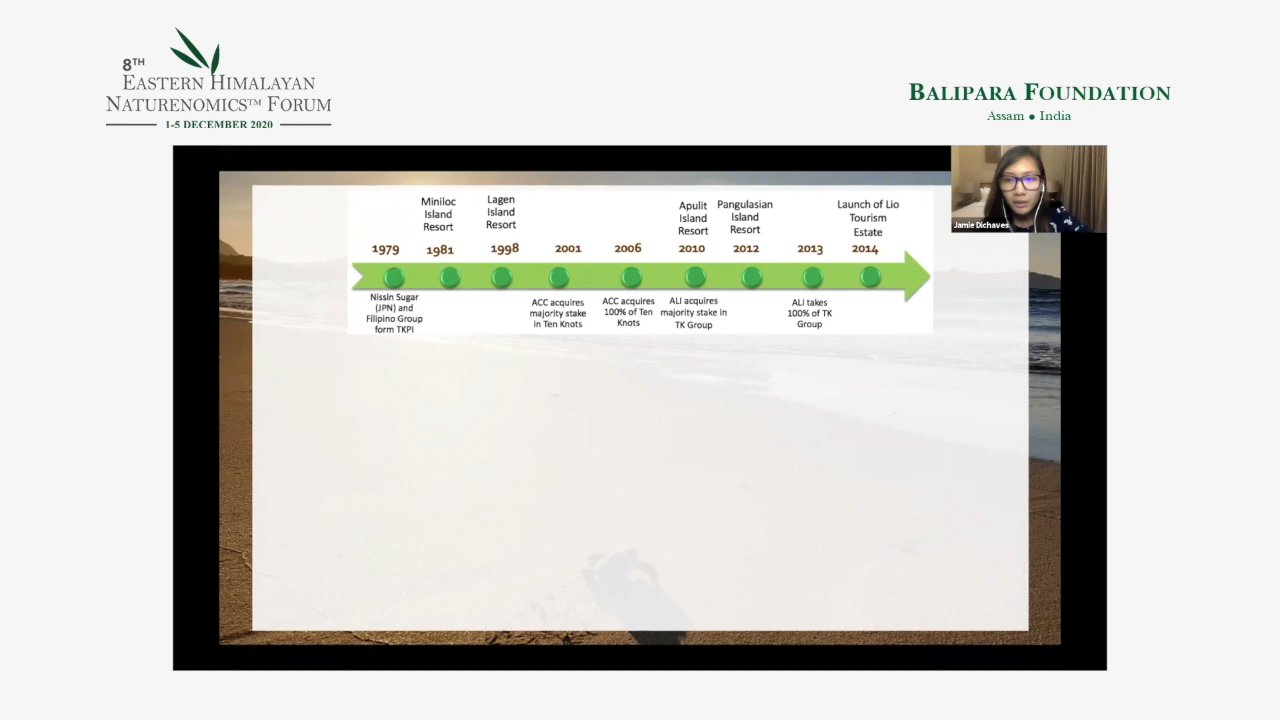 8TH
EASTERN HIMALAYAN
NATURENOMICS™ FORUM
1-5 DECEMBER 2020
BALIPARA FOUNDATION
Assam ● India
Jamie Dichaves
Miniloc
Island
Resort
Lagen
Island
Resort
Apulit
Island
Resort
Pangulasian
Island
Resort
Launch of Lio
Tourism
Estate
1979 1981 1998 2001 2006 2010 2012 2013 2014
Nissin Sugar
(JPN) and
Filipino Group
form TKPI
ACC acquires
majority stake
in Ten Knots
ACC acquires
100% of Ten
Knots
ALI acquires
majority stake in
TK Group
ALI takes
100% of TK
Group